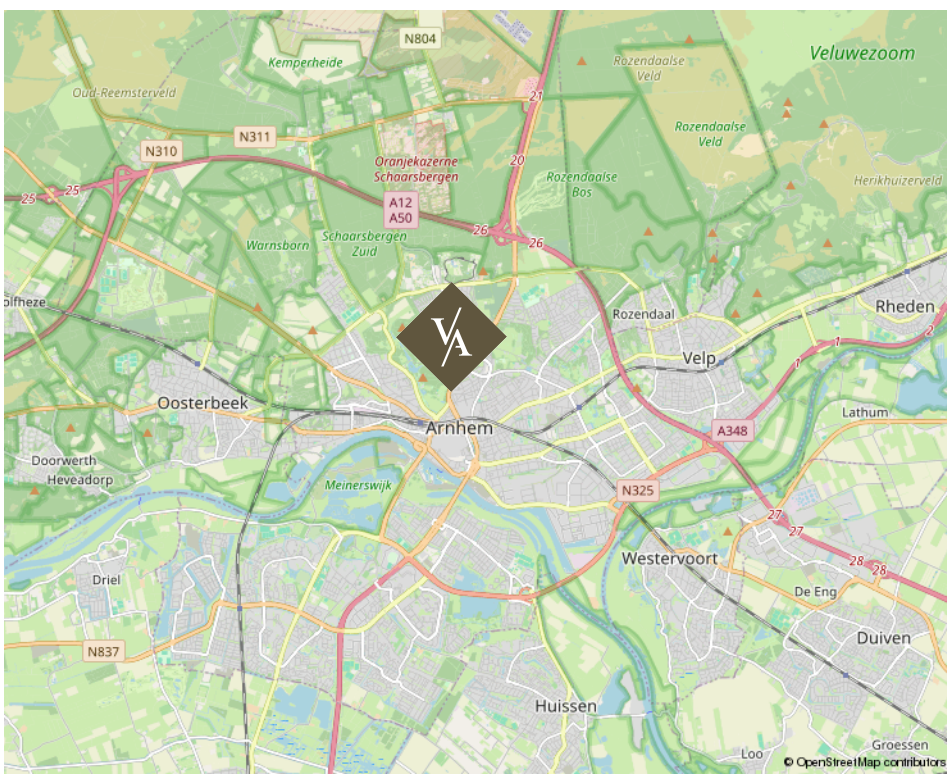 N804
Kemperheide
Veluwezoom
Rozendaalse
Veld
Oud-Reemsterveld
21
N311
Rozendaalse
Veld
N310
20
Oranjekazerne
Schaarsbergen
25
25
Rozendaalse
Bos
Herikhuizerveld
A12
A50
26
26
Schaarsbergen
Zuid
Warnsborn
olfheze
Rozendaal
Rheden
V/A
2
1
1
Velp
Oosterbeek
Lathum
Arnhem
A348
Doorwerth
Heveadorp
Meinerswijk
N325
27
27
Westervoort
28
28
Driel
De Eng
Duiven
N837
Huissen
Groessen
Loo
© OpenStreetMap contributors